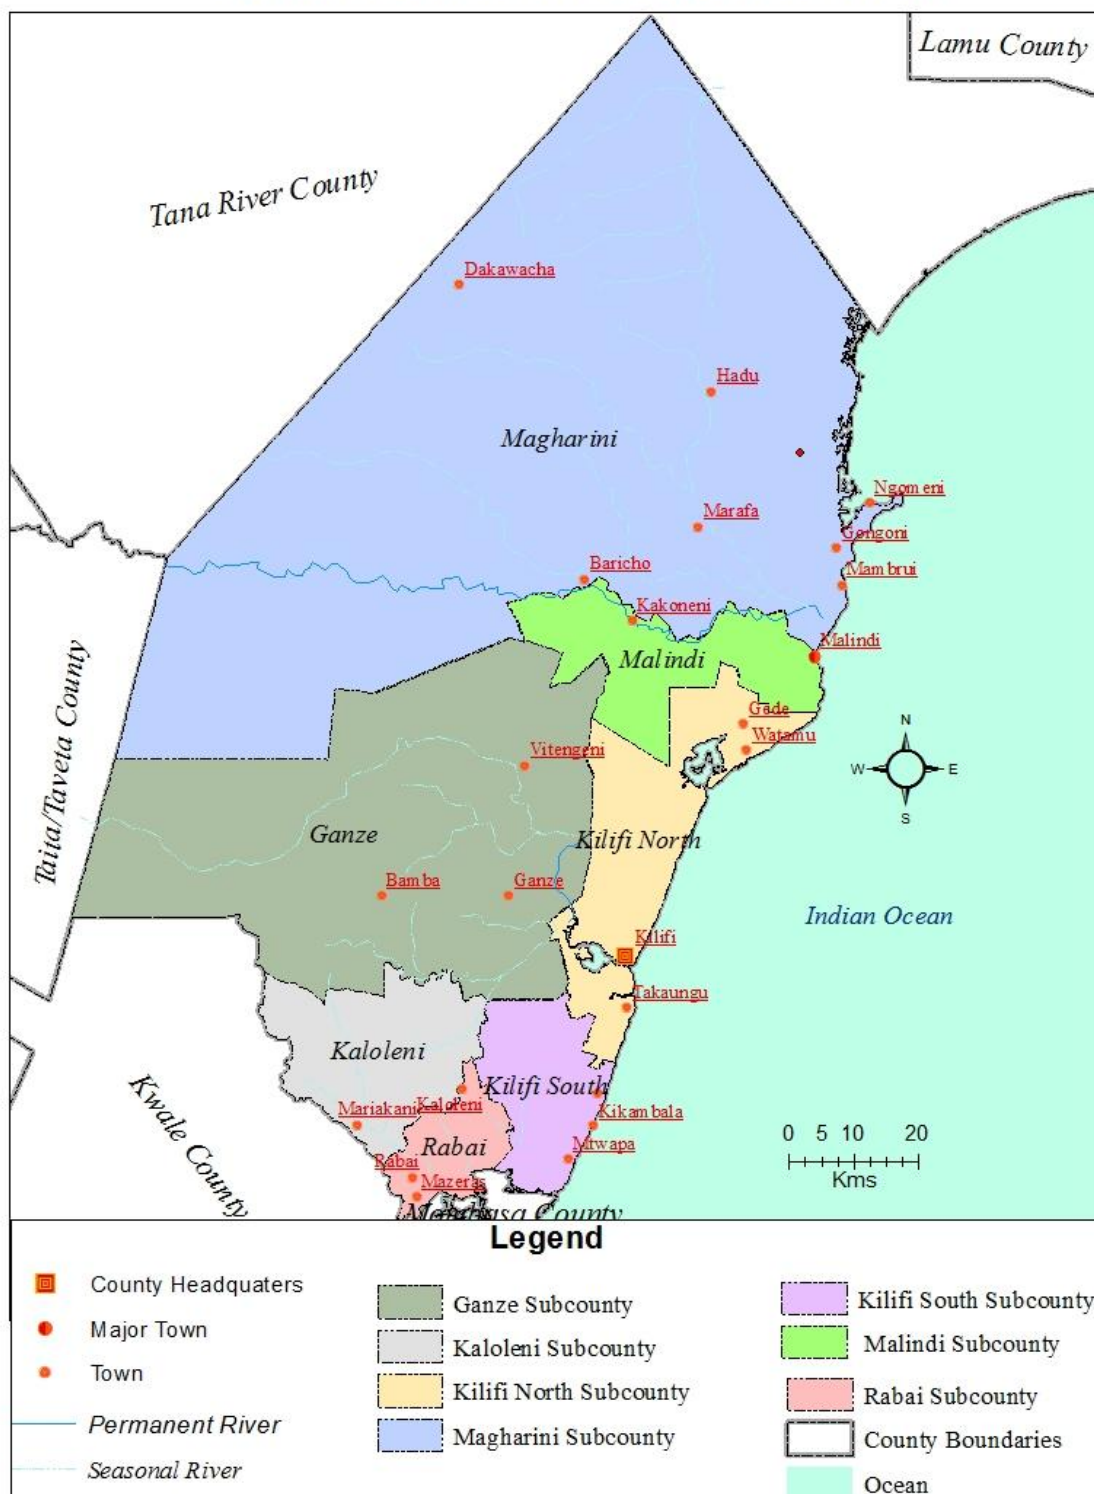 Lamu County
Tana River County
Dakawacha
Hadu
Magharini
Ngomeni
Marafa
Gongoni
Baricho
Mambrui
Kakoneni
Malindi
Malindi
Taita/Taveta County
Gede
N
Watamu
Vitengeni
W
E
S
Ganze
Kilifi North
Bamba
Ganze
Indian Ocean
Kilifi
Takaungu
Kaloleni
Kilifi South
Kwale County
Mariakani
Kaloleni
Kikambala
Rabai
Mtwapa
0 5 10 20
Kms
Rabai
Mazeras
Mombasa County
Legend
County Headquaters
Major Town
Town
Permanent River
Seasonal River
Ganze Subcounty
Kaloleni Subcounty
Kilifi North Subcounty
Magharini Subcounty
Kilifi South Subcounty
Malindi Subcounty
Rabai Subcounty
County Boundaries
Ocean